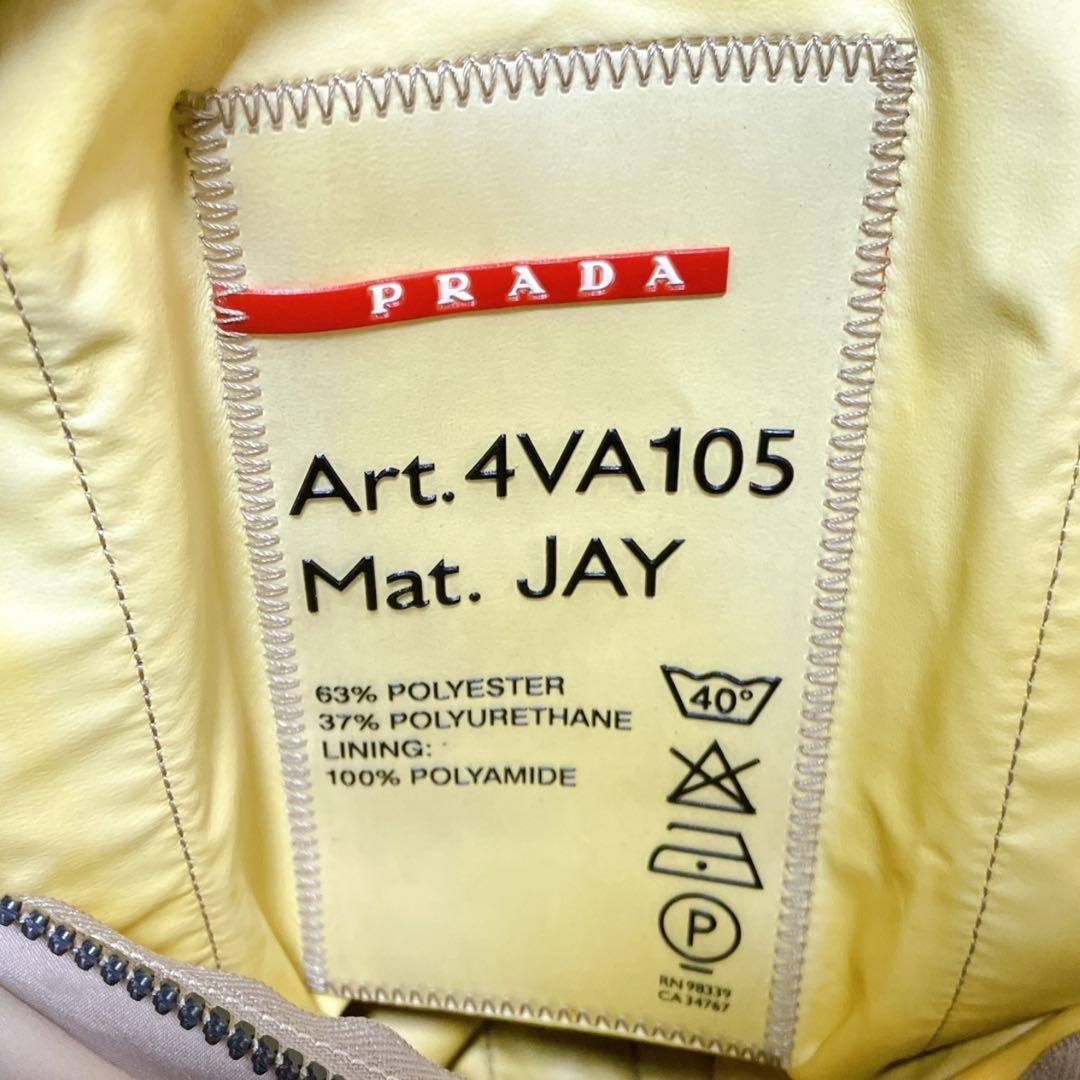 PRADA
Art. 4VA105
Mat. JAY
63% POLYESTER
37% POLYURETHANE
LINING:
100% POLYAMIDE
40°
P
RN 98339
CA 34767